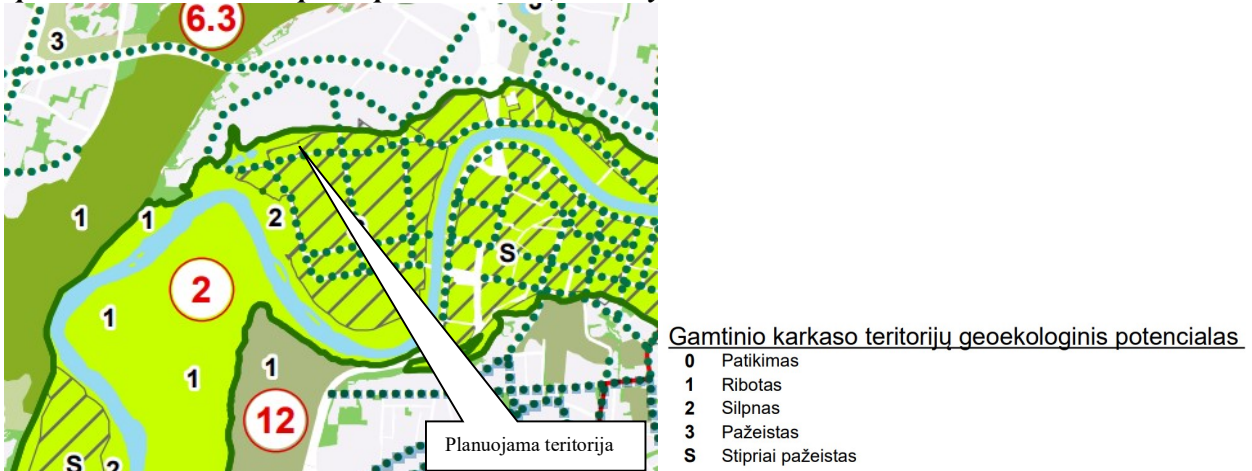 6.3
3
1
1
2
S
2
1
1
1
12
S
2
Planuojama teritorija
Gamtinio karkaso teritorijų geoekologinis potencialas
0 Patikimas
1 Ribotas
2 Silpnas
3 Pažeistas
S Stipriai pažeistas